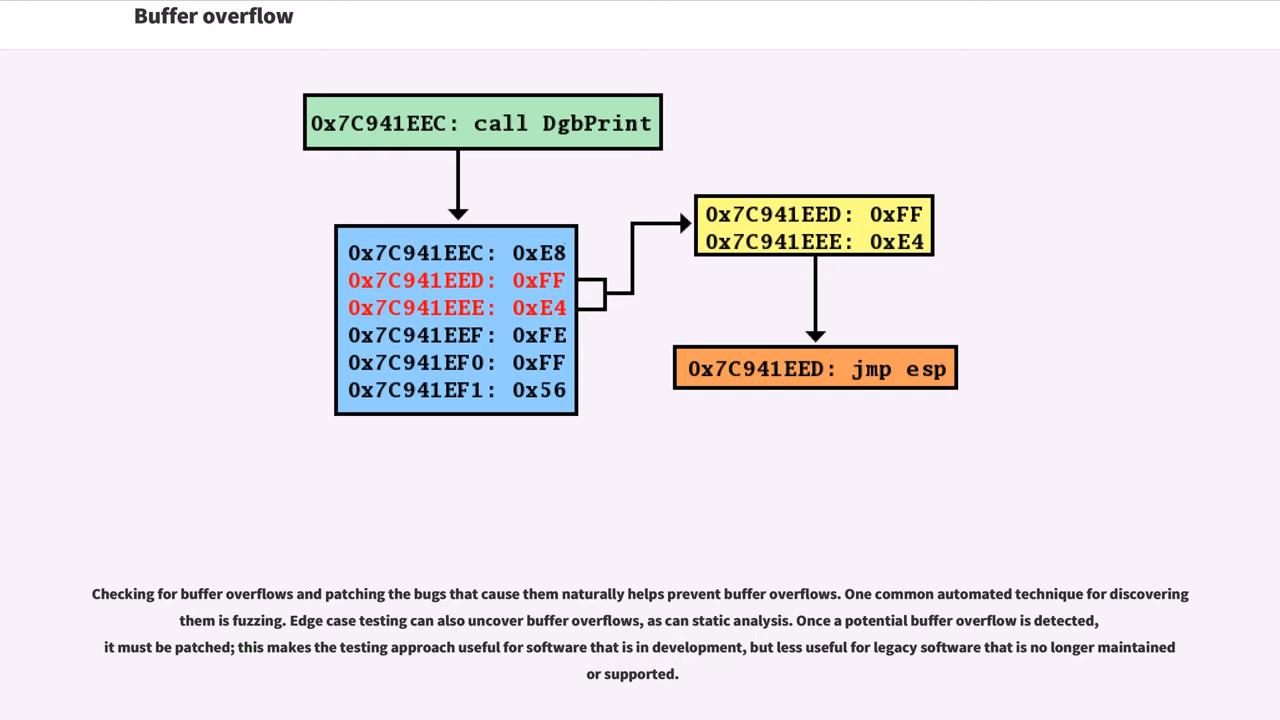 Buffer overflow
0x7C941EEC: call DgbPrint
0x7C941EED: 0xFF
0x7C941EEE: 0xE4
0x7C941EEC: 0xE8
0x7C941EED: 0xFF
0x7C941EEE: 0xE4
0x7C941EEF: 0xFE
0x7C941EF0: 0xFF
0x7C941EF1: 0x56
0x7C941EED: jmp esp
Checking for buffer overflows and patching the bugs that cause them naturally helps prevent buffer overflows. One common automated technique for discovering
them is fuzzing. Edge case testing can also uncover buffer overflows, as can static analysis. Once a potential buffer overflow is detected,
it must be patched; this makes the testing approach useful for software that is in development, but less useful for legacy software that is no longer maintained
or supported.